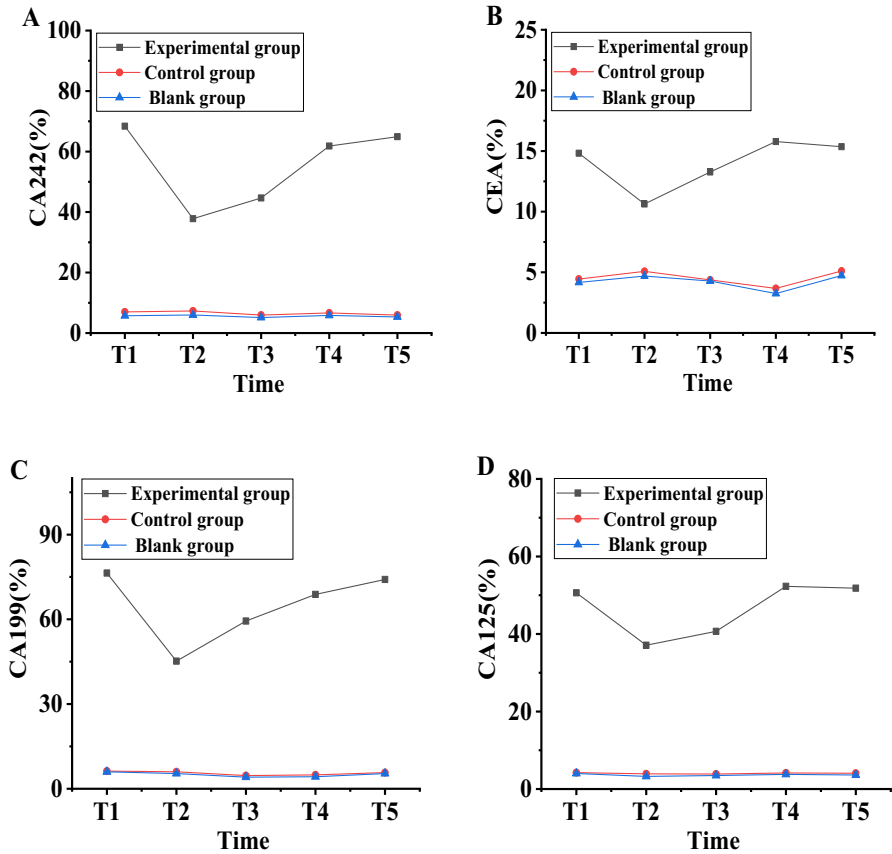 A
100
80
60
40
20
0
CA242(%)
Experimental group
Control group
Blank group
T1 T2 T3 T4 T5
Time
B
25
20
15
10
5
0
CEA(%)
Experimental group
Control group
Blank group
T1 T2 T3 T4 T5
Time
C
90
60
30
0
CA199(%)
Experimental group
Control group
Blank group
T1 T2 T3 T4 T5
Time
D
80
60
40
20
0
CA125(%)
Experimental group
Control group
Blank group
T1 T2 T3 T4 T5
Time